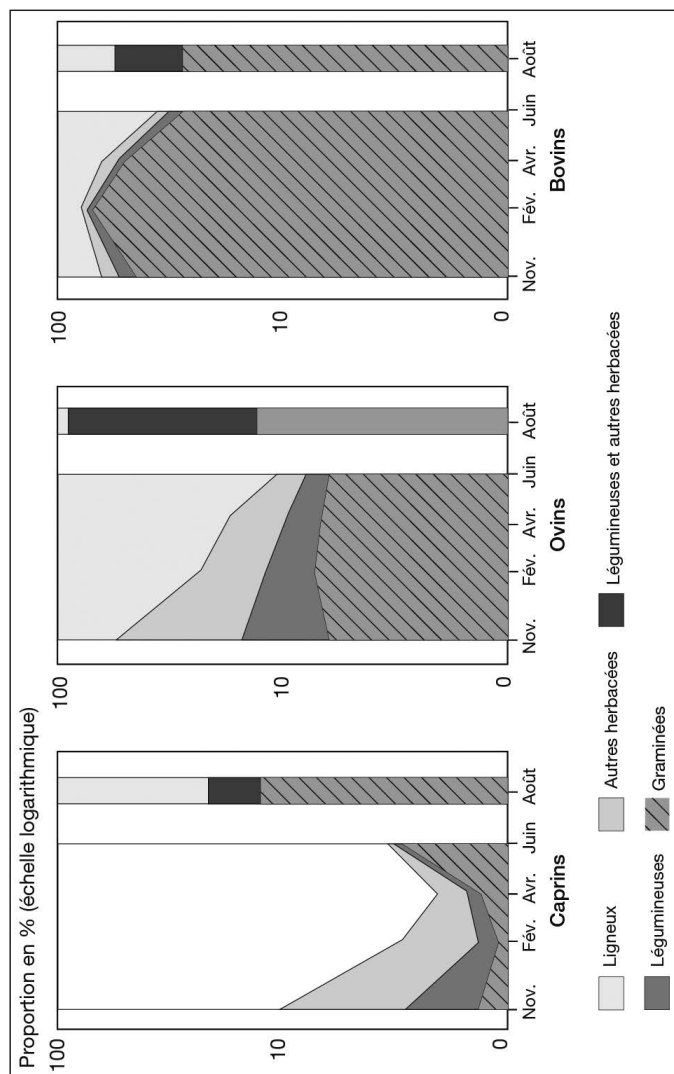 Proportion en % (échelle logarithmique)
100
10
0
Nov. Fév. Avr. Juin Août
Caprins
100
10
0
Nov. Fév. Avr. Juin Août
Ovins
100
10
0
Nov. Fév. Avr. Juin Août
Bovins
Ligneux
Autres herbacées
Légumineuses et autres herbacées
Légumineuses
Graminées